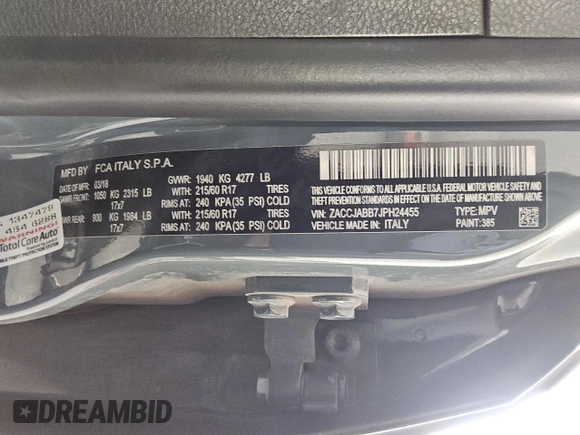 MFD BY FCA ITALY S.P.A.
DATE OF MFR 03/18 GVWR: 1940 KG 4277 LB
GAWR FRONT: 1050 KG 2315 LB WITH: 215/60 R17 TIRES
17x7 RIMS AT: 240 KPA(35 PSI) COLD
GAWR REAR: 900 KG 1984 LB WITH: 215/60 R17 TIRES
17x7 RIMS AT: 240 KPA(35 PSI) COLD
THIS VEHICLE CONFORMS TO ALL APPLICABLE FEDERAL
MOTOR VEHICLE SAFETY, BUMPER, AND THEFT PREVENTION
STANDARDS IN EFFECT ON THE DATE OF MANUFACTURE
SHOWN ABOVE.
VIN: ZACCJABB7JPH24455 TYPE: MPV
VEHICLE MADE IN: ITALY PAINT: 385
1347479
WARNING!
Total Care Auto
DREAMBID